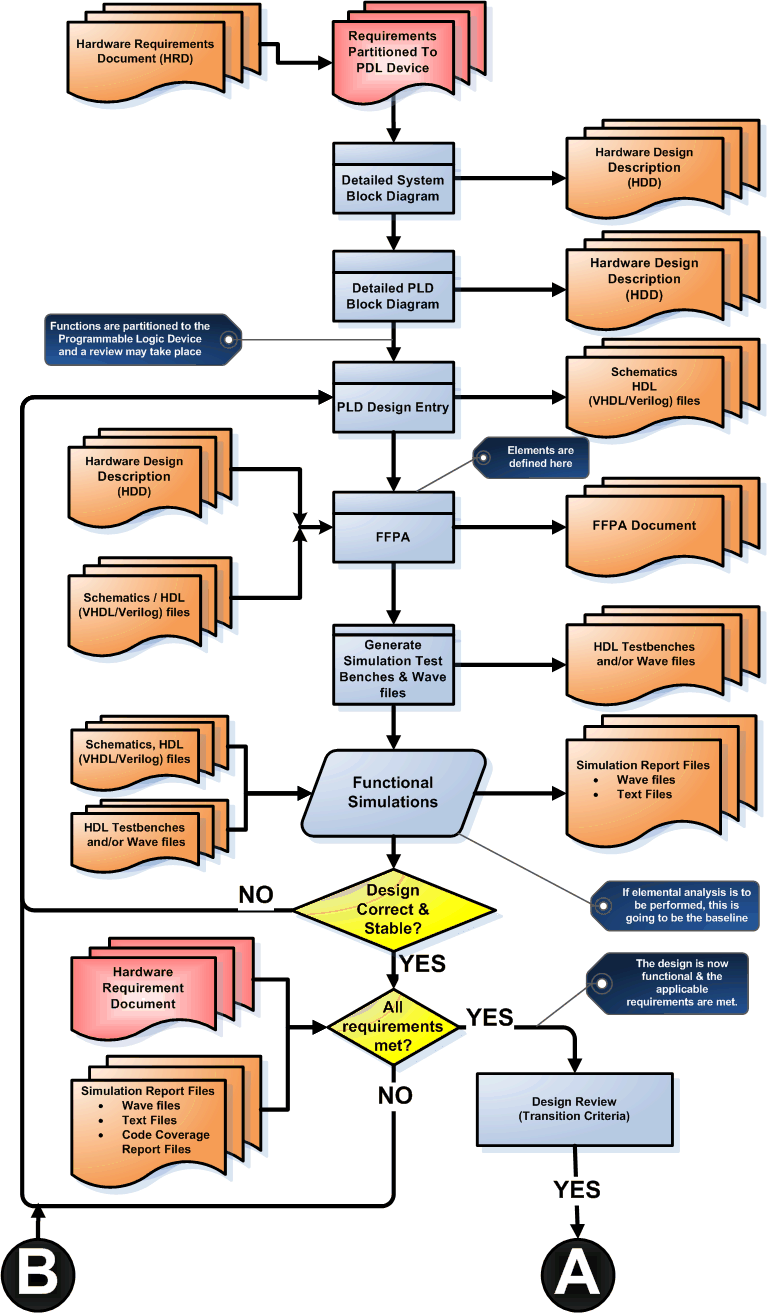 Hardware Requirements
Document (HRD)
Requirements
Partitioned To
PDL Device
Detailed System
Block Diagram
Hardware Design
Description
(HDD)
Detailed PLD
Block Diagram
Hardware Design
Description
(HDD)
Functions are partitioned to the
Programmable Logic Device
and a review may take place
PLD Design Entry
Schematics
HDL
(VHDL/Verilog) files
Elements are
defined here
Hardware Design
Description
(HDD)
FFPA
FFPA Document
Schematics / HDL
(VHDL/Verilog) files
Generate
Simulation Test
Benches & Wave
files
HDL Testbenches
and/or Wave files
Schematics, HDL
(VHDL/Verilog) files
HDL Testbenches
and/or Wave files
Functional
Simulations
Simulation Report Files
• Wave files
• Text Files
Design
Correct &
Stable?
NO
YES
If elemental analysis is to
be performed, this is
going to be the baseline
Hardware
Requirement
Document
All
requirements
met?
YES
NO
The design is now
functional & the
applicable
requirements are met.
Simulation Report Files
• Wave files
• Text Files
• Code Coverage
Report Files
Design Review
(Transition Criteria)
YES
B
A